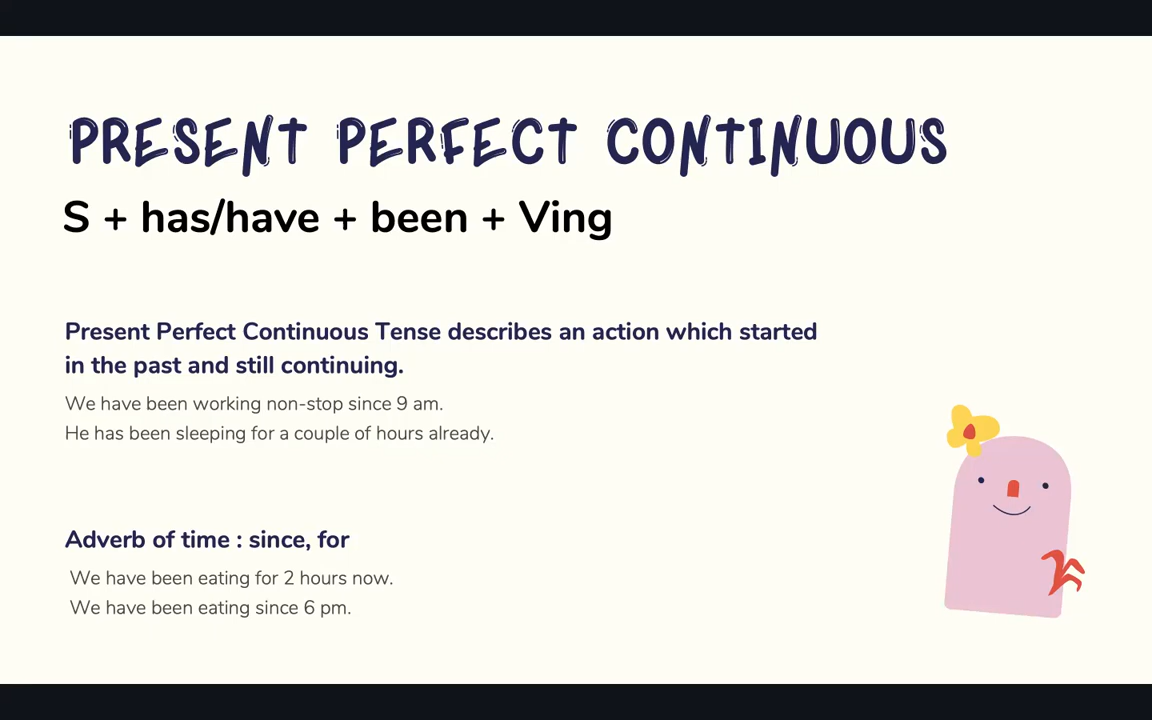 PRESENT PERFECT CONTINUOUS
S + has/have + been + Ving
Present Perfect Continuous Tense describes an action which started
in the past and still continuing.
We have been working non-stop since 9 am.
He has been sleeping for a couple of hours already.
Adverb of time : since, for
We have been eating for 2 hours now.
We have been eating since 6 pm.